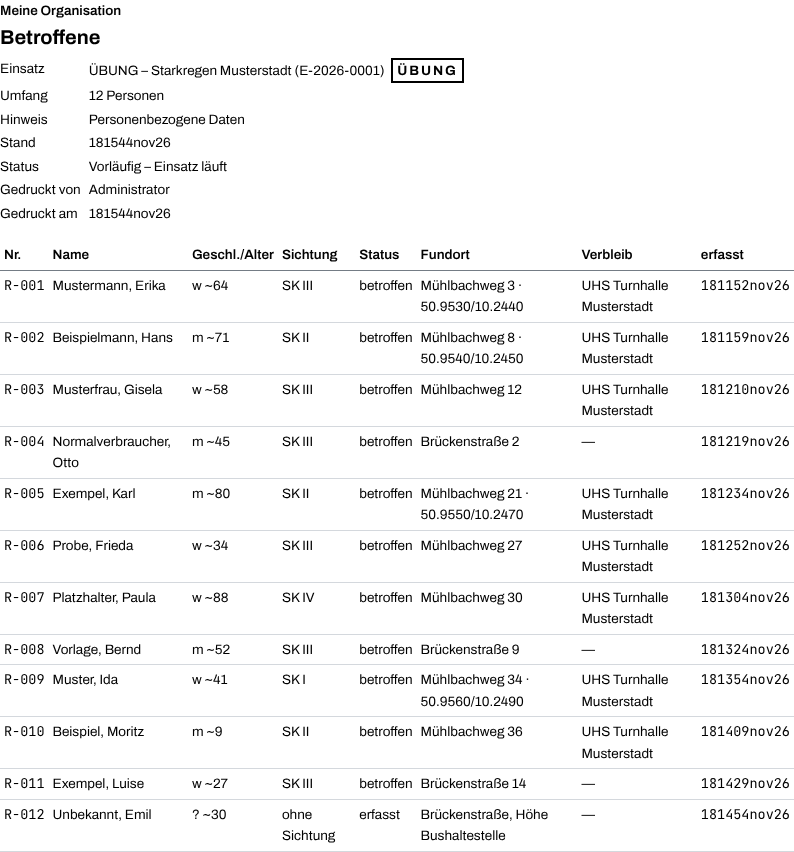 Meine Organisation
Betroffene
Einsatz ÜBUNG – Starkregen Musterstadt (E-2026-0001) ÜBUNG
Umfang 12 Personen
Hinweis Personenbezogene Daten
Stand 181544nov26
Status Vorläufig – Einsatz läuft
Gedruckt von Administrator
Gedruckt am 181544nov26
Nr. Name Geschl./Alter Sichtung Status Fundort Verbleib erfasst
R-001 Mustermann, Erika w ~64 SK III betroffen Mühlbachweg 3 · UHS Turnhalle 181152nov26
50.9530/10.2440 Musterstadt
R-002 Beispielmann, Hans m ~71 SK II betroffen Mühlbachweg 8 · UHS Turnhalle 181159nov26
50.9540/10.2450 Musterstadt
R-003 Musterfrau, Gisela w ~58 SK III betroffen Mühlbachweg 12 UHS Turnhalle 181210nov26
Musterstadt
R-004 Normalverbraucher, m ~45 SK III betroffen Brückenstraße 2 — 181219nov26
Otto
R-005 Exempel, Karl m ~80 SK II betroffen Mühlbachweg 21 · UHS Turnhalle 181234nov26
50.9550/10.2470 Musterstadt
R-006 Probe, Frieda w ~34 SK III betroffen Mühlbachweg 27 UHS Turnhalle 181252nov26
Musterstadt
R-007 Platzhalter, Paula w ~88 SK IV betroffen Mühlbachweg 30 UHS Turnhalle 181304nov26
Musterstadt
R-008 Vorlage, Bernd m ~52 SK III betroffen Brückenstraße 9 — 181324nov26
R-009 Muster, Ida w ~41 SK I betroffen Mühlbachweg 34 · UHS Turnhalle 181354nov26
50.9560/10.2490 Musterstadt
R-010 Beispiel, Moritz m ~9 SK II betroffen Mühlbachweg 36 UHS Turnhalle 181409nov26
Musterstadt
R-011 Exempel, Luise w ~27 SK III betroffen Brückenstraße 14 — 181429nov26
R-012 Unbekannt, Emil ? ~30 ohne erfasst Brückenstraße, Höhe — 181454nov26
Sichtung Bushaltestelle